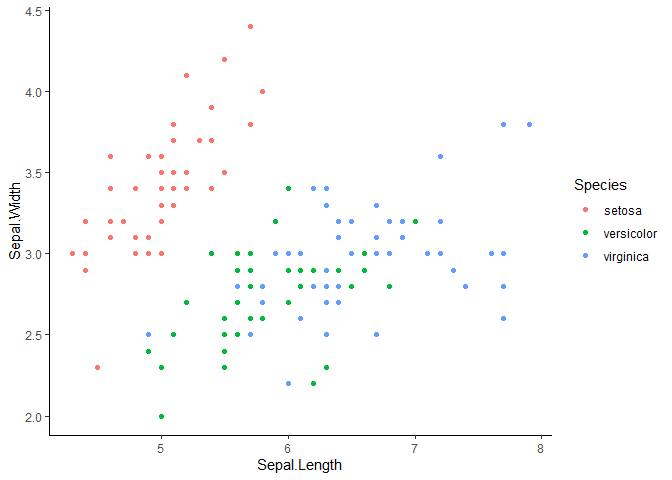 4.5
4.0
3.5
3.0
2.5
2.0
Sepal.Width
5 6 7 8
Sepal.Length
Species
setosa
versicolor
virginica